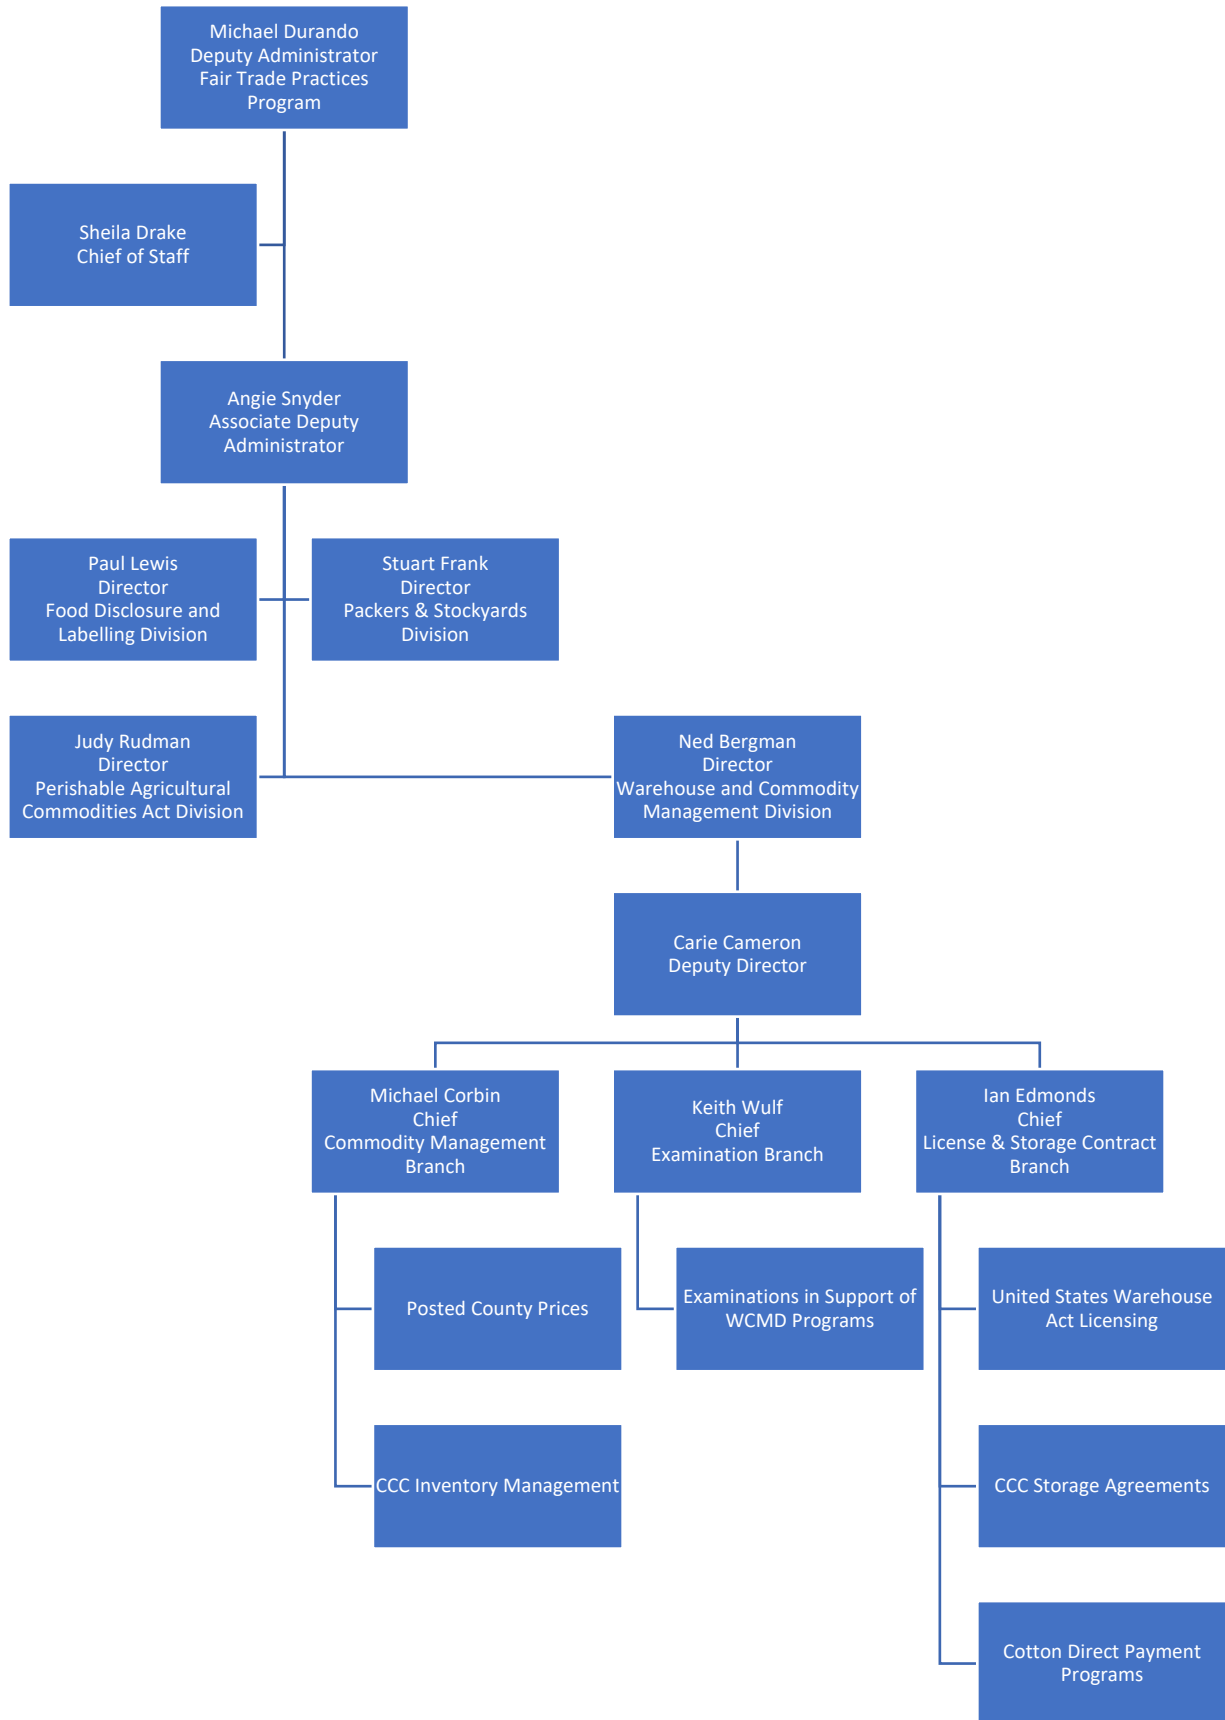 Michael Durando
Deputy Administrator
Fair Trade Practices
Program
Sheila Drake
Chief of Staff
Angie Snyder
Associate Deputy
Administrator
Paul Lewis
Director
Food Disclosure and
Labelling Division
Stuart Frank
Director
Packers & Stockyards
Division
Judy Rudman
Director
Perishable Agricultural
Commodities Act Division
Ned Bergman
Director
Warehouse and Commodity
Management Division
Carie Cameron
Deputy Director
Michael Corbin
Chief
Commodity Management
Branch
Keith Wulf
Chief
Examination Branch
Ian Edmonds
Chief
License & Storage Contract
Branch
Posted County Prices
Examinations in Support of
WCMD Programs
United States Warehouse
Act Licensing
CCC Inventory Management
CCC Storage Agreements
Cotton Direct Payment
Programs